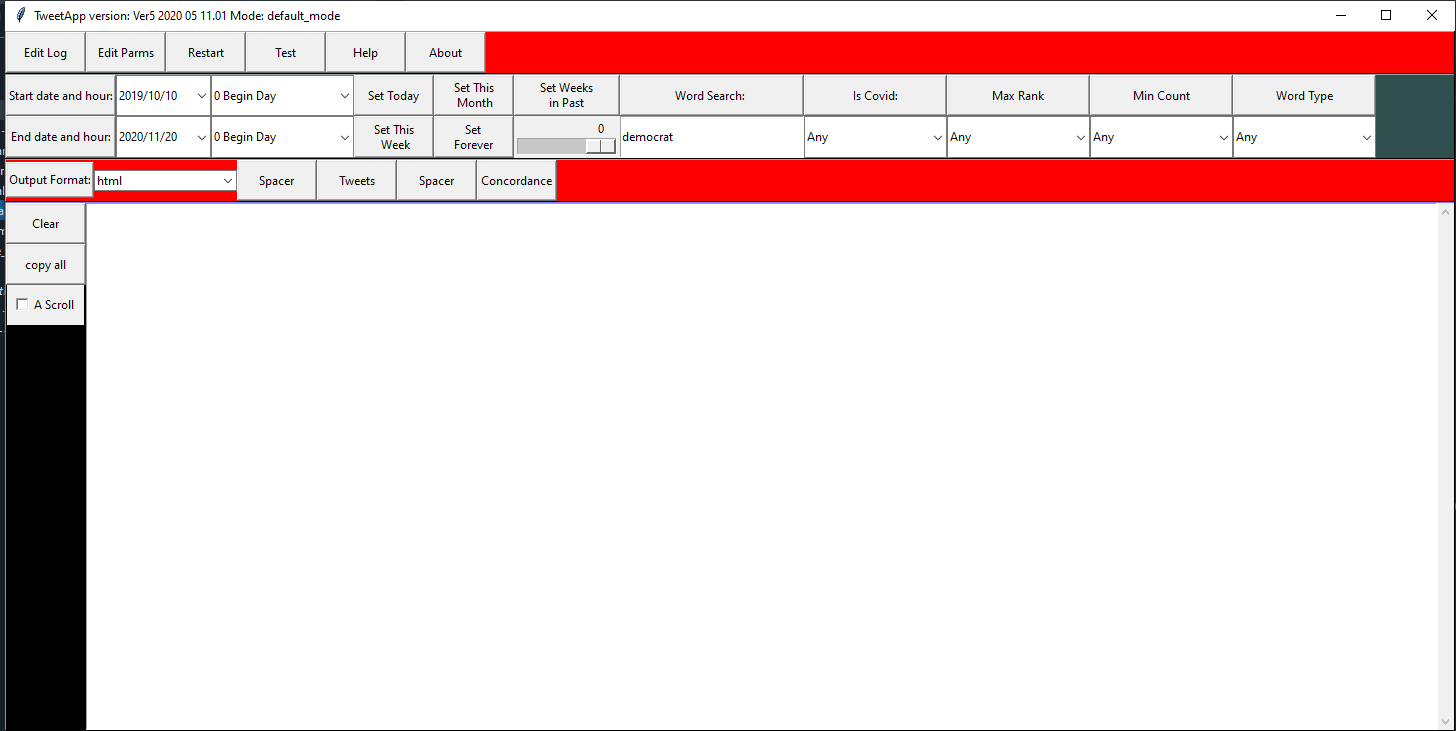 TweetApp version: Ver5 2020 05 11.01 Mode: default_mode
Edit Log Edit Parms Restart Test Help About
Start date and hour: 2019/10/10 0 Begin Day Set Today Set This Month Set Weeks in Past Word Search: Is Covid: Max Rank Min Count Word Type
End date and hour: 2020/11/20 0 Begin Day Set This Week Set Forever 0 democrat Any Any Any Any
Output Format: html Spacer Tweets Spacer Concordance
Clear
copy all
A Scroll